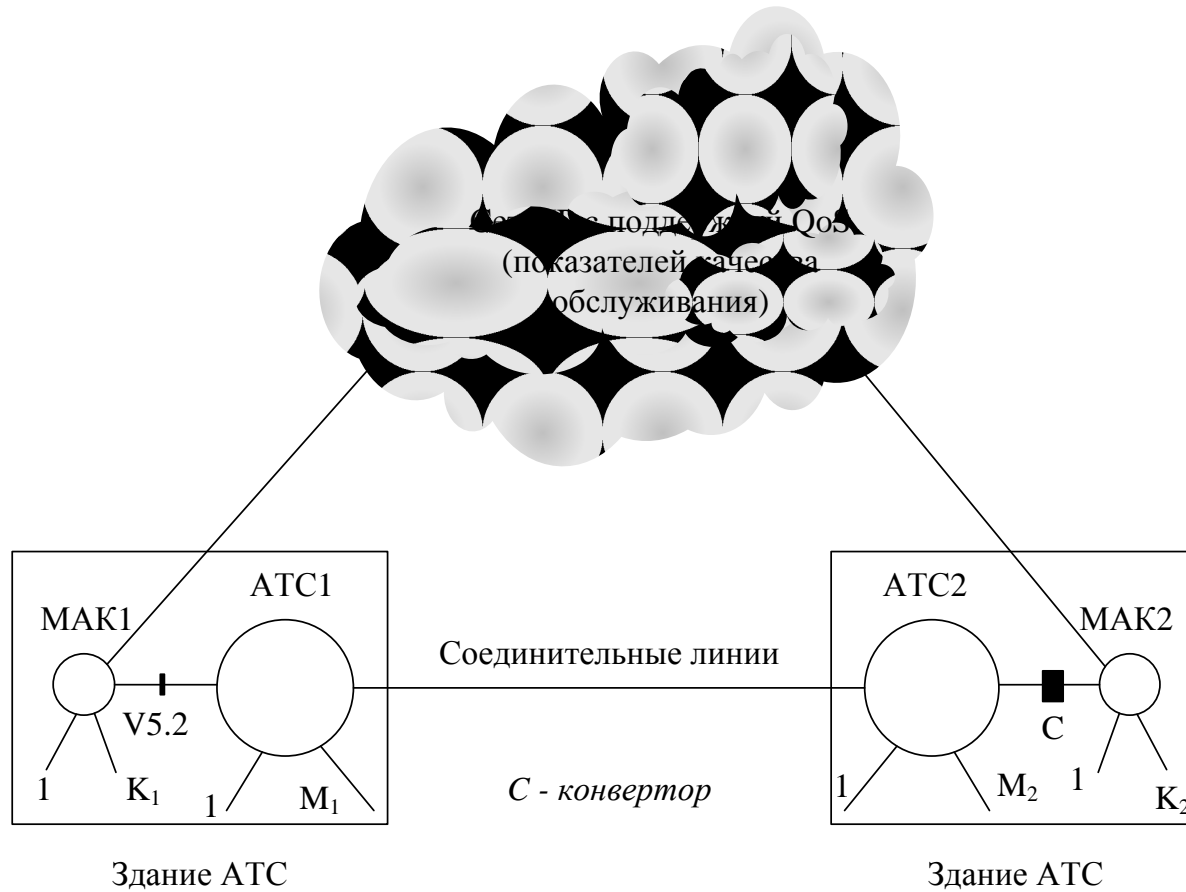 с QoS
(показателей качества
обслуживания)
АТС1
АТС2
МАК1
МАК2
Соединительные линии
V5.2
С
1
K₁
1
M₁
С - конвертор
1
M₂
1
K₂
Здание АТС
Здание АТС